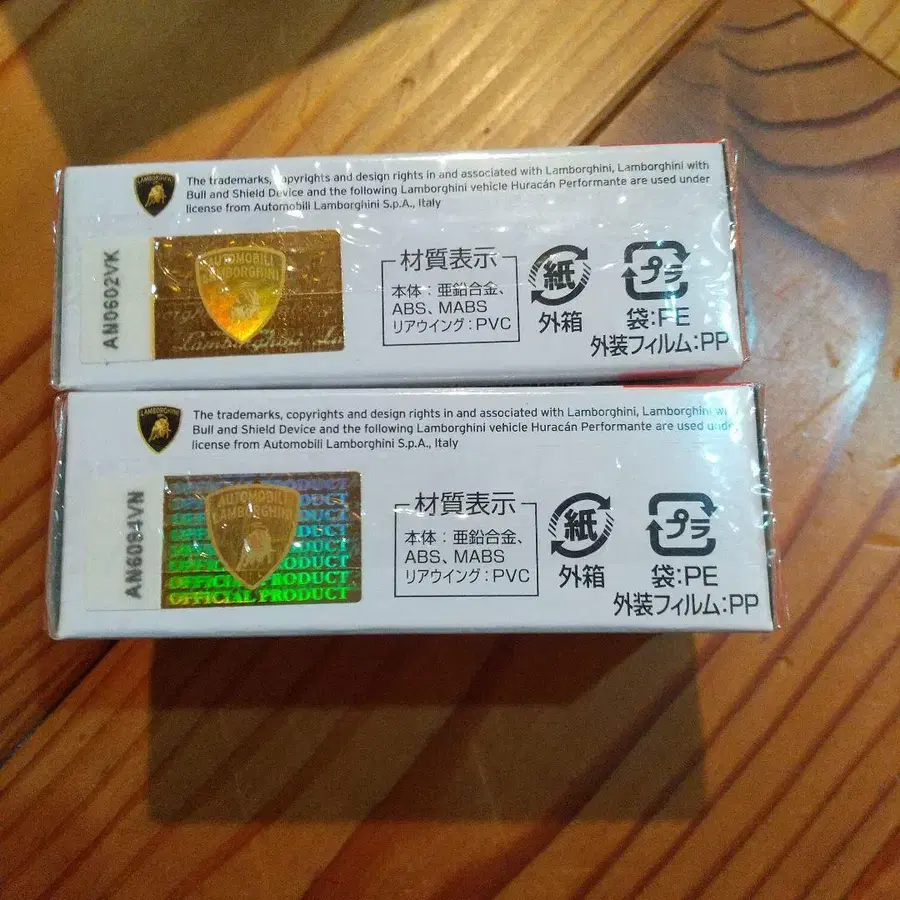 LAMBORGHINI
The trademarks, copyrights and design rights in and associated with Lamborghini, Lamborghini with
Bull and Shield Device and the following Lamborghini vehicle Huracán Performante are used under
license from Automobili Lamborghini S.p.A., Italy
AN0602VK
AUTOMOBILI
LAMBORGHINI
Lamborghini
材質表示
本体：亜鉛合金、
ABS、MABS
リアウイング：PVC
紙
外箱
プラ
袋:PE
外装フィルム:PP
LAMBORGHINI
The trademarks, copyrights and design rights in and associated with Lamborghini, Lamborghini
Bull and Shield Device and the following Lamborghini vehicle Huracán Performante are used under
license from Automobili Lamborghini S.p.A., Italy
AUTOMOBILI
LAMBORGHINI
OFFICIAL PRODUCT
OFFICIAL PRODUCT
材質表示
本体：亜鉛合金、
ABS、MABS
リアウイング：PVC
紙
外箱
プラ
袋:PE
外装フィルム:PP